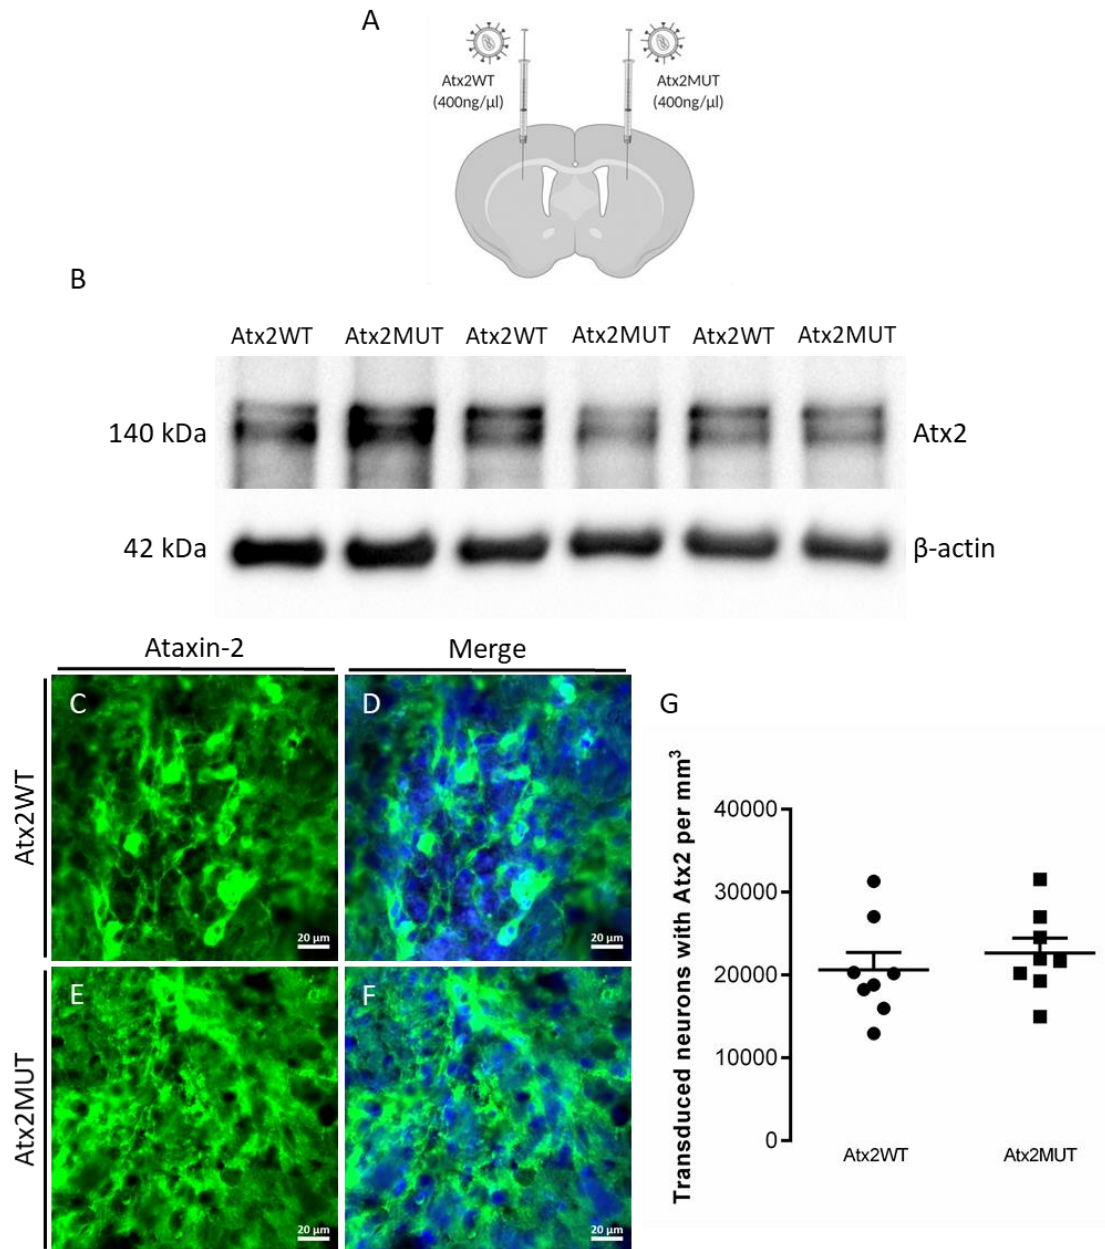 A
Atx2WT
(400ng/µl)
Atx2MUT
(400ng/µl)
B
Atx2WT Atx2MUT Atx2WT Atx2MUT Atx2WT Atx2MUT
140 kDa
Atx2
42 kDa
β-actin
Ataxin-2
Merge
Atx2WT
C
20 µm
D
20 µm
Atx2MUT
E
20 µm
F
20 µm
G
Transduced neurons with Atx2 per mm³
40000
30000
20000
10000
0
Atx2WT
Atx2MUT